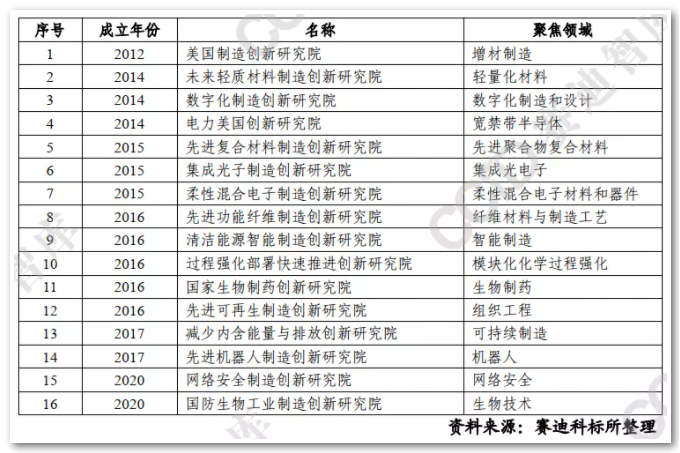 序号 成立年份 名称 聚焦领域
1 2012 美国制造创新研究院 增材制造
2 2014 未来轻质材料制造创新研究院 轻量化材料
3 2014 数字化制造创新研究院 数字化制造和设计
4 2014 电力美国创新研究院 宽禁带半导体
5 2015 先进复合材料制造创新研究院 先进聚合物复合材料
6 2015 集成光子制造创新研究院 集成光电子
7 2015 柔性混合电子制造创新研究院 柔性混合电子材料和器件
8 2016 先进功能纤维制造创新研究院 纤维材料与制造工艺
9 2016 清洁能源智能制造创新研究院 智能制造
10 2016 过程强化部署快速推进创新研究院 模块化化学过程强化
11 2016 国家生物制药创新研究院 生物制药
12 2016 先进可再生制造创新研究院 组织工程
13 2017 减少内含能量与排放创新研究院 可持续制造
14 2017 先进机器人制造创新研究院 机器人
15 2020 网络安全制造创新研究院 网络安全
16 2020 国防生物工业制造创新研究院 生物技术
资料来源：赛迪科标所整理